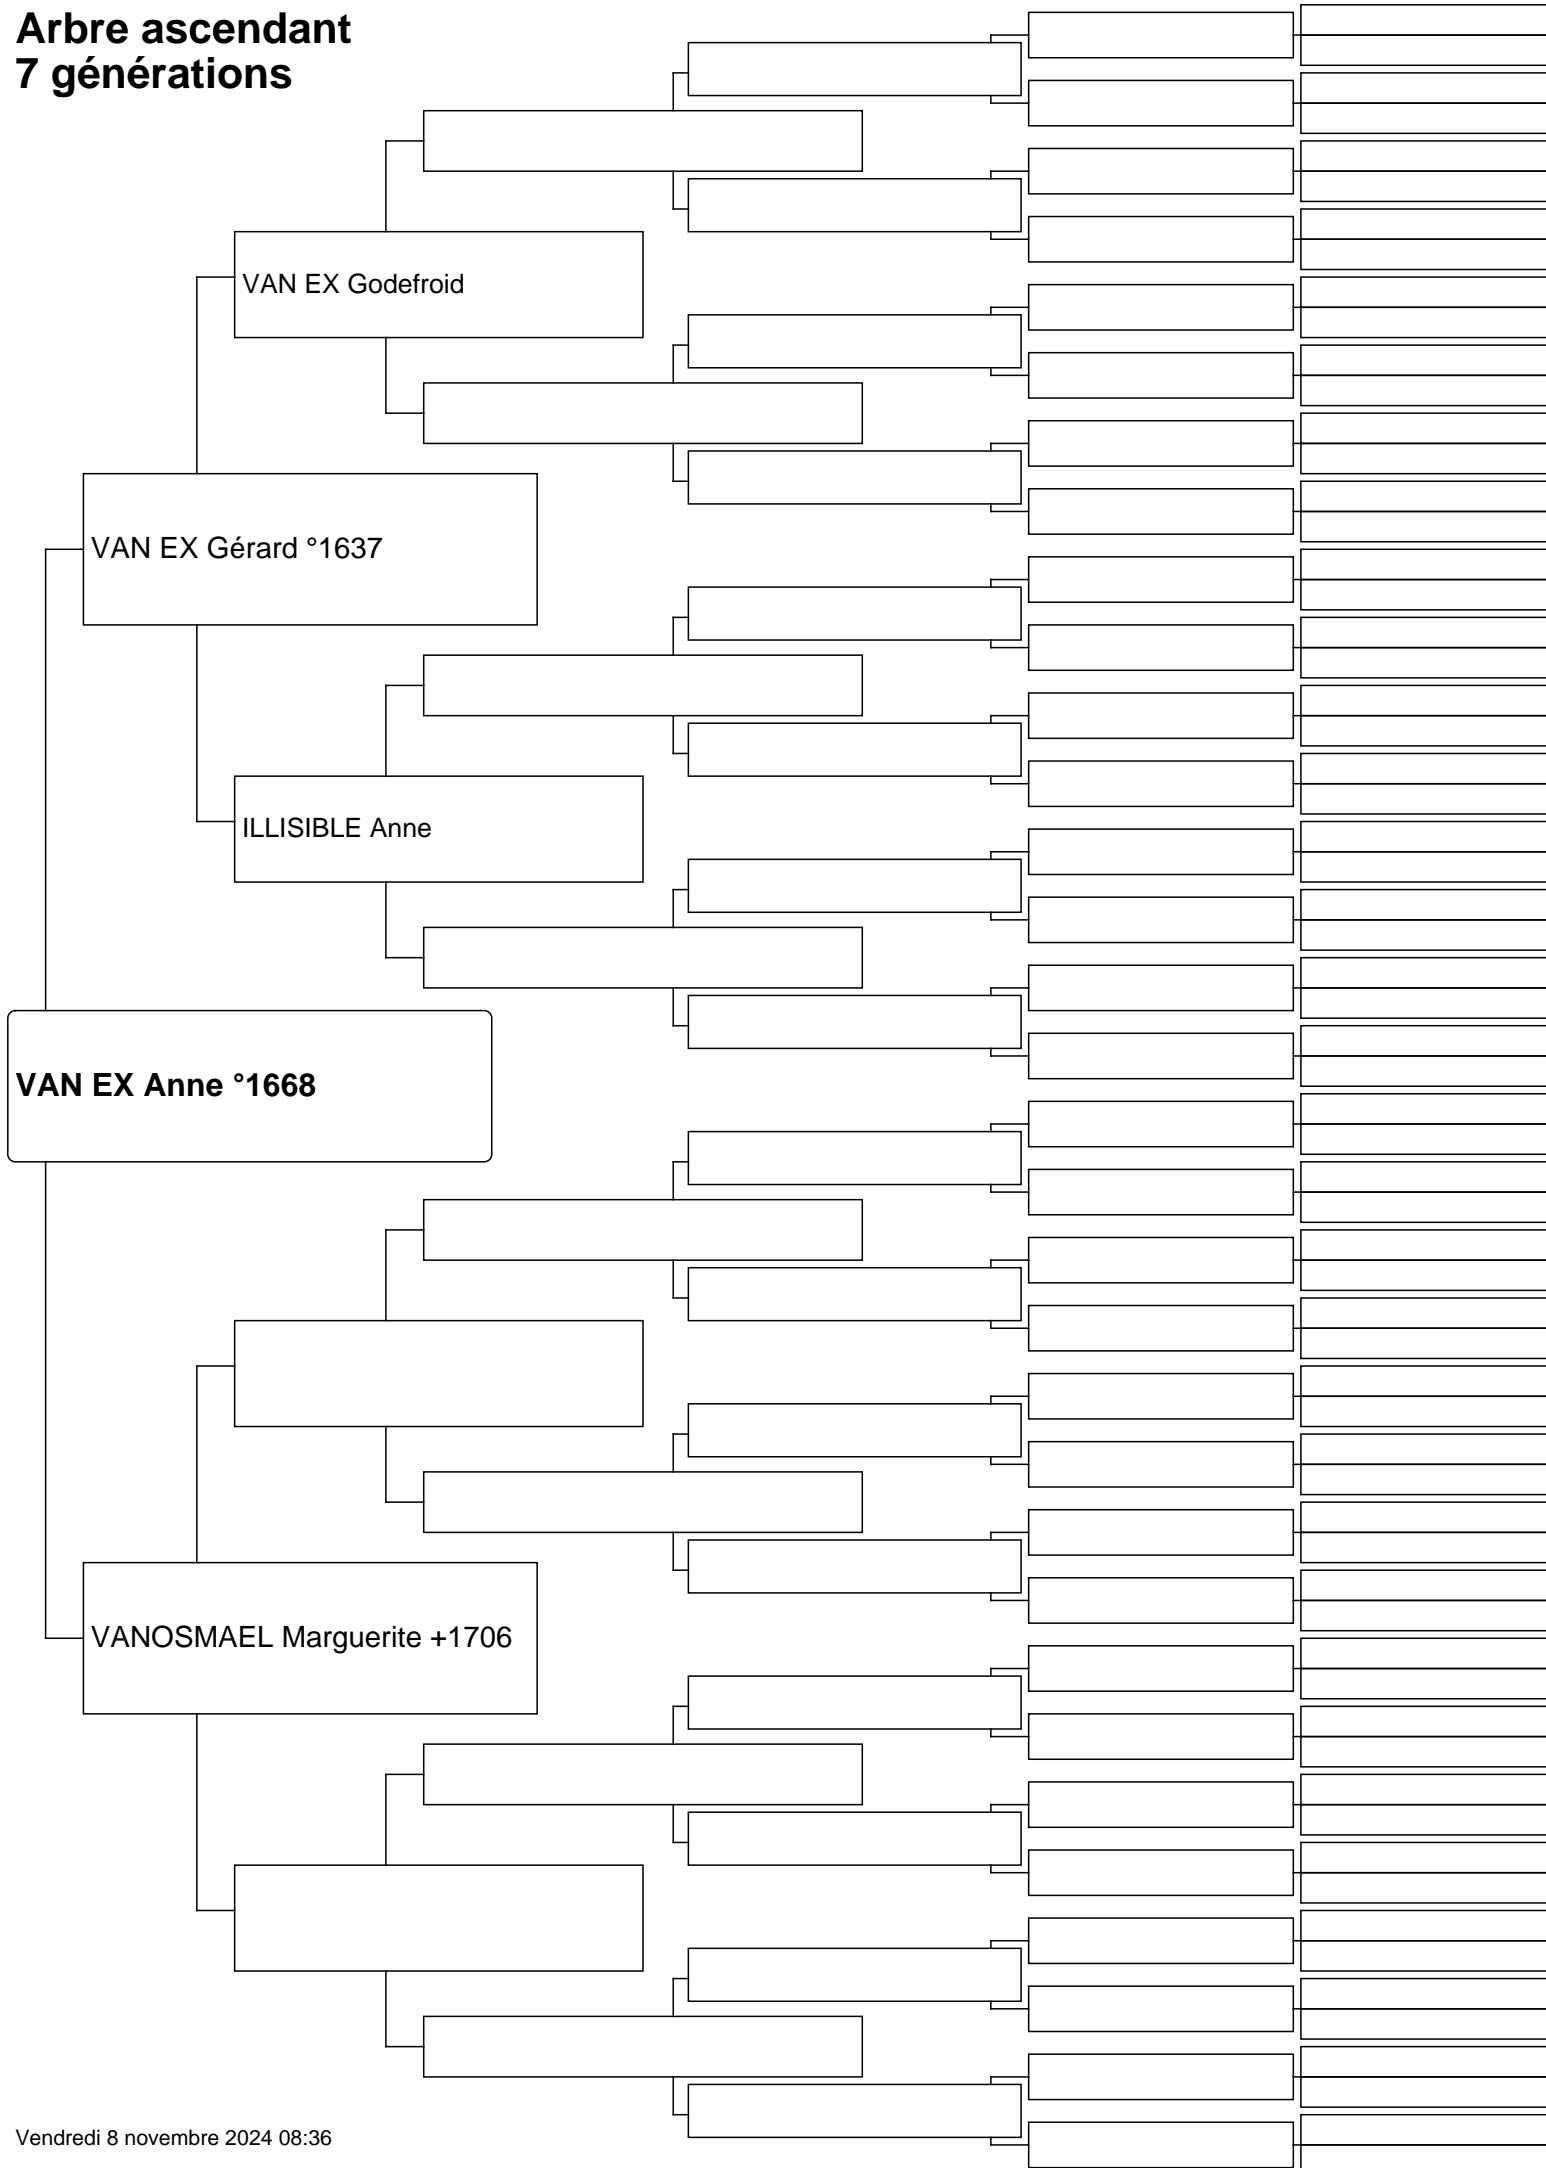 Arbre ascendant
7 générations
VAN EX Godefroid
VAN EX Gérard °1637
ILLISIBLE Anne
VAN EX Anne °1668
VANOSMAEL Marguerite +1706
Vendredi 8 novembre 2024 08:36